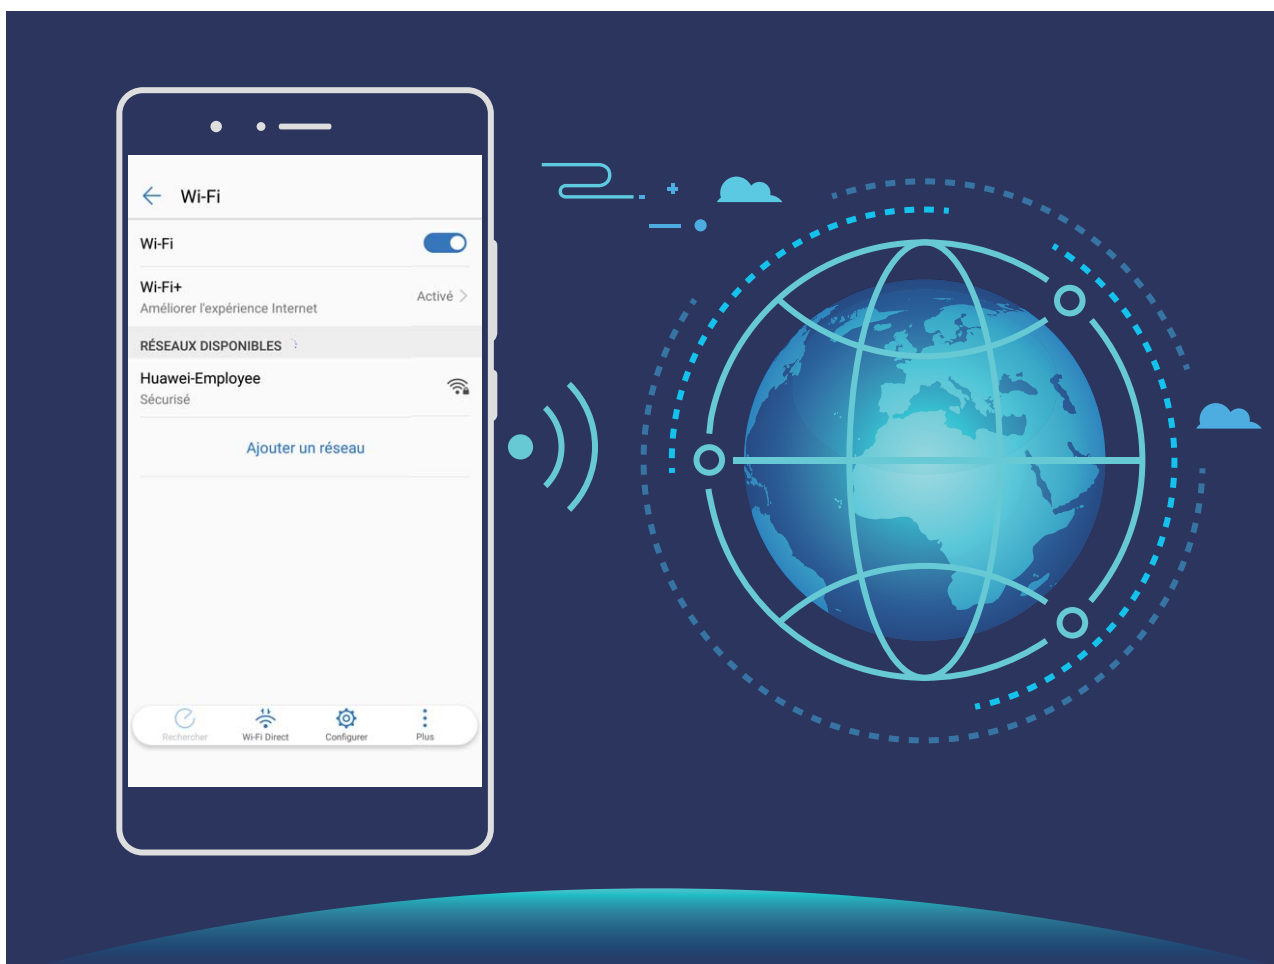 Wi-Fi
Wi-Fi
Wi-Fi+
Améliorer l'expérience Internet
Activé
RÉSEAUX DISPONIBLES
Huawei-Employee
Sécurisé
Ajouter un réseau
Rechercher
Wi-Fi Direct
Configurer
Plus